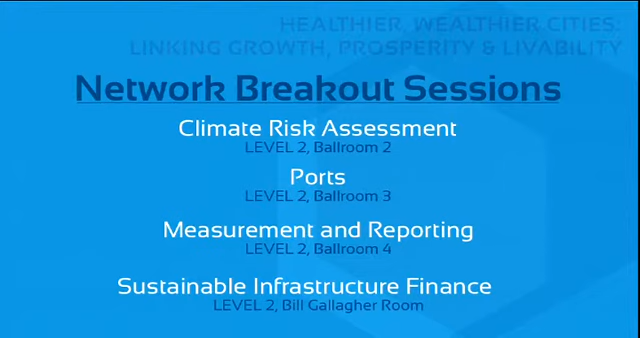 HEALTHIER, WEALTHIER CITIES:
LINKING GROWTH, PROSPERITY & LIVABILITY
Network Breakout Sessions
Climate Risk Assessment
LEVEL 2, Ballroom 2
Ports
LEVEL 2, Ballroom 3
Measurement and Reporting
LEVEL 2, Ballroom 4
Sustainable Infrastructure Finance
LEVEL 2, Bill Gallagher Room